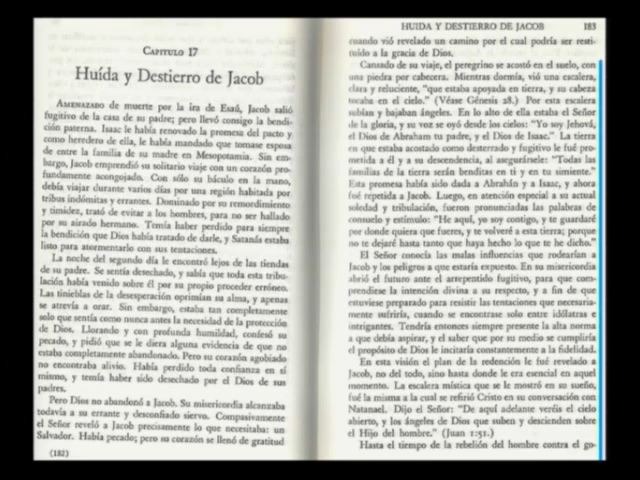 CAPITULO 17
Huída y Destierro de Jacob
AMENAZADO de muerte por la ira de Esaú, Jacob salió
fugitivo de la casa de su padre; pero llevó consigo la bendi-
ción paterna. Isaac le había renovado la promesa del pacto y
como heredero de ella, le había mandado que tomase esposa
de entre la familia de su madre en Mesopotamia. Sin em-
bargo, Jacob emprendió su solitario viaje con un corazón pro-
fundamente acongojado. Con sólo su báculo en la mano,
debía viajar durante varios días por una región habitada por
tribus indómitas y errantes. Dominado por su remordimiento
y timidez, trató de evitar a los hombres, para no ser hallado
por su airado hermano. Temía haber perdido para siempre
la bendición que Dios había tratado de darle, y Satanás estaba
listo para atormentarlo con sus tentaciones.
La noche del segundo día le encontró lejos de las tiendas
de su padre. Se sentía desechado, y sabía que toda esta tribu-
lación había venido sobre él por su propio proceder erróneo.
Las tinieblas de la desesperación oprimían su alma, y apenas
se atrevía a orar. Sin embargo, estaba tan completamente
solo que sentía como nunca antes la necesidad de la protección
de Dios. Llorando y con profunda humildad, confesó su
pecado, y pidió que se le diera alguna evidencia de que no
estaba completamente abandonado. Pero su corazón agobiado
no encontraba alivio. Había perdido toda confianza en sí
mismo, y temía haber sido desechado por el Dios de sus
padres.
Pero Dios no abandonó a Jacob. Su misericordia alcanzaba
todavía a su errante y desconfiado siervo. Compasivamente
el Señor reveló a Jacob precisamente lo que necesitaba: un
Salvador. Había pecado; pero su corazón se llenó de gratitud
(182)
HUIDA Y DESTIERRO DE JACOB 183
cuando vió revelado un camino por el cual podría ser resti-
tuído a la gracia de Dios.
Cansado de su viaje, el peregrino se acostó en el suelo, con
una piedra por cabecera. Mientras dormía, vió una escalera,
clara y reluciente, "que estaba apoyada en tierra, y su cabeza
tocaba en el cielo." (Véase Génesis 28.) Por esta escalera
subían y bajaban ángeles. En lo alto de ella estaba el Señor
de la gloria, y su voz se oyó desde los cielos: "Yo soy Jehová,
el Dios de Abraham tu padre, y el Dios de Isaac." La tierra
en que estaba acostado como desterrado y fugitivo le fué pro-
metida a él y a su descendencia, al asegurársele: "Todas las
familias de la tierra serán benditas en ti y en tu simiente."
Esta promesa había sido dada a Abrahán y a Isaac, y ahora
fué repetida a Jacob. Luego, en atención especial a su actual
soledad y tribulación, fueron pronunciadas las palabras de
consuelo y estímulo: "He aquí, yo soy contigo, y te guardaré
por donde quiera que fueres, y te volveré a esta tierra; porque
no te dejaré hasta tanto que haya hecho lo que te he dicho."
El Señor conocía las malas influencias que rodearían a
Jacob y los peligros a que estaría expuesto. En su misericordia
abrió el futuro ante el arrepentido fugitivo, para que com-
prendiese la intención divina a su respecto, y a fin de que
estuviese preparado para resistir las tentaciones que necesaria-
mente sufriría, cuando se encontrase solo entre idólatras e
intrigantes. Tendría entonces siempre presente la alta norma
a que debía aspirar, y el saber que por su medio se cumpliría
el propósito de Dios le incitaría constantemente a la fidelidad.
En esta visión el plan de la redención le fué revelado a
Jacob, no del todo, sino hasta donde le era esencial en aquel
momento. La escalera mística que se le mostró en su sueño,
fué la misma a la cual se refirió Cristo en su conversación con
Natanael. Dijo el Señor: "De aquí adelante veréis el cielo
abierto, y los ángeles de Dios que suben y descienden sobre
el Hijo del hombre." (Juan 1:51.)
Hasta el tiempo de la rebelión del hombre contra el go-